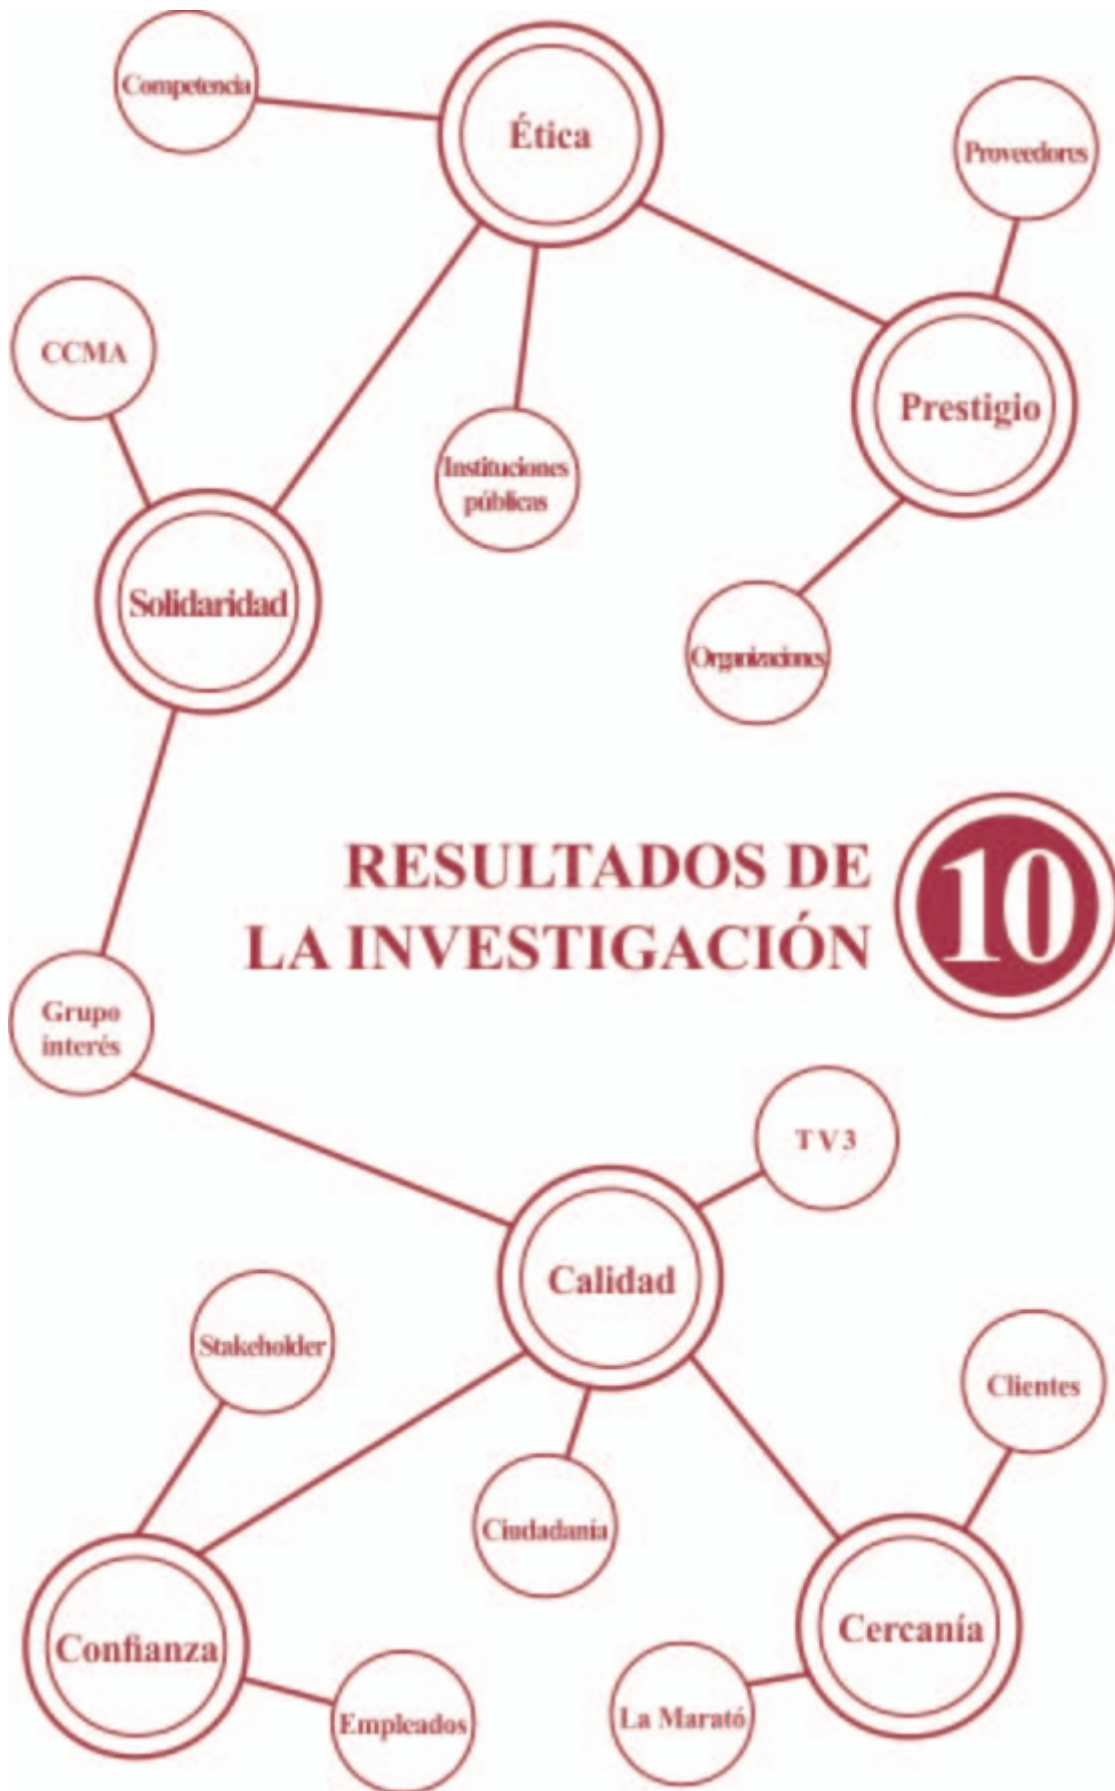 Competencia
Ética
Proveedores
CCMA
Prestigio
Instituciones
públicas
Solidaridad
Organizaciones
RESULTADOS DE
LA INVESTIGACIÓN
10
Grupo
interés
TV3
Calidad
Stakeholder
Clientes
Ciudadanía
Confianza
Cercanía
Empleados
La Marató